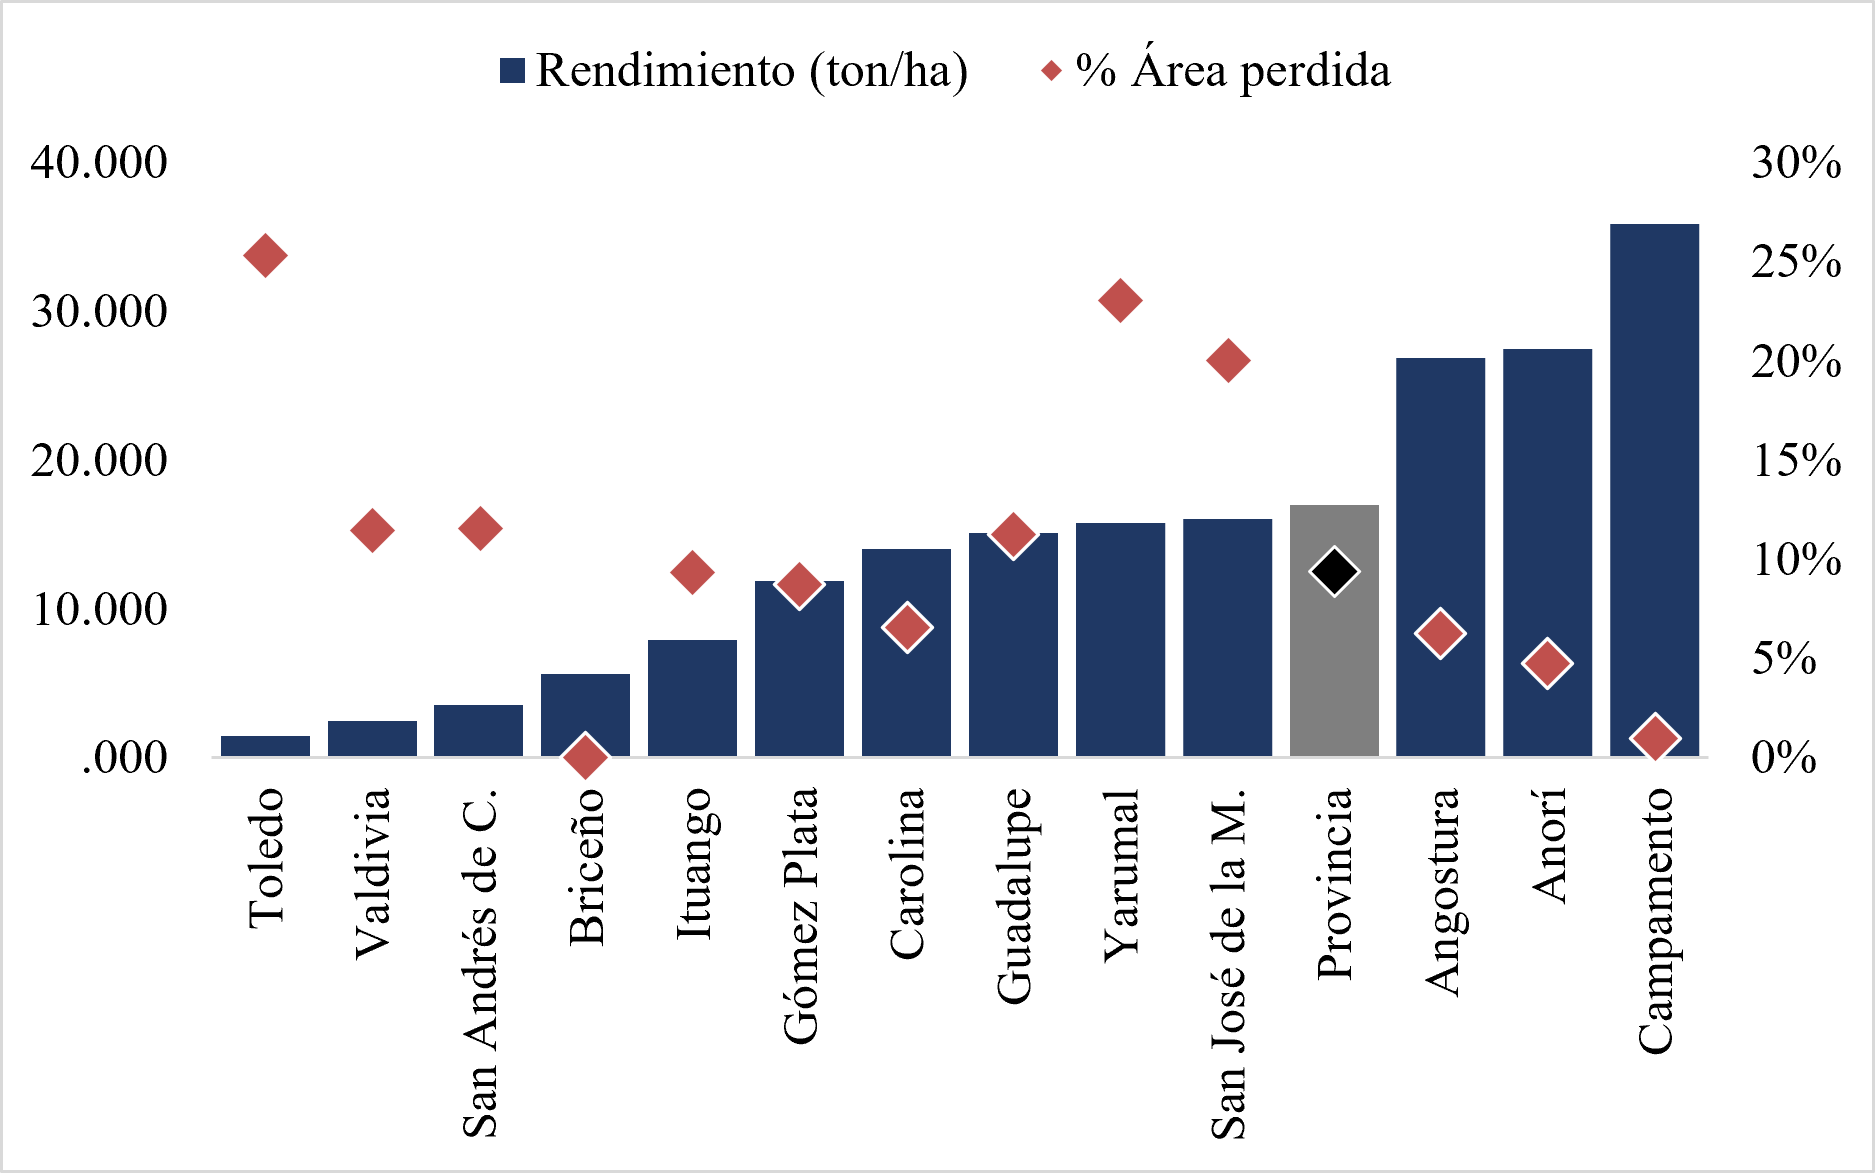 Rendimiento (ton/ha) % Área perdida
40.000
30.000
20.000
10.000
.000
30%
25%
20%
15%
10%
5%
0%
Toledo
Valdivia
San Andrés de C.
Briceño
Ituango
Gómez Plata
Carolina
Guadalupe
Yarumal
San José de la M.
Provincia
Angostura
Anorí
Campamento